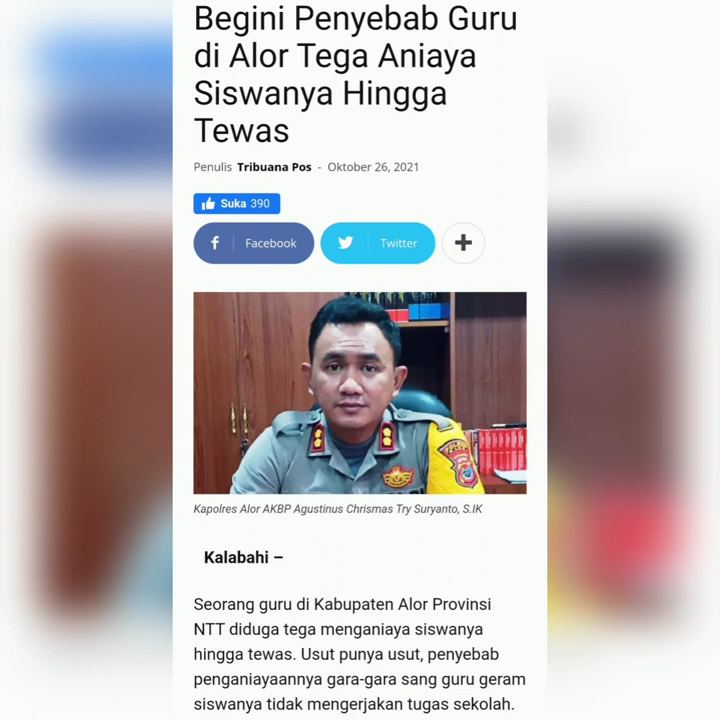 Begini Penyebab Guru
di Alor Tega Aniaya
Siswanya Hingga
Tewas
Penulis Tribuana Pos - Oktober 26, 2021
Suka 390
Facebook
Twitter
Kapolres Alor AKBP Agustinus Chrismas Try Suryanto, S.IK
Kalabahi –
Seorang guru di Kabupaten Alor Provinsi
NTT diduga tega menganiaya siswanya
hingga tewas. Usut punya usut, penyebab
penganiayaannya gara-gara sang guru geram
siswanya tidak mengerjakan tugas sekolah.